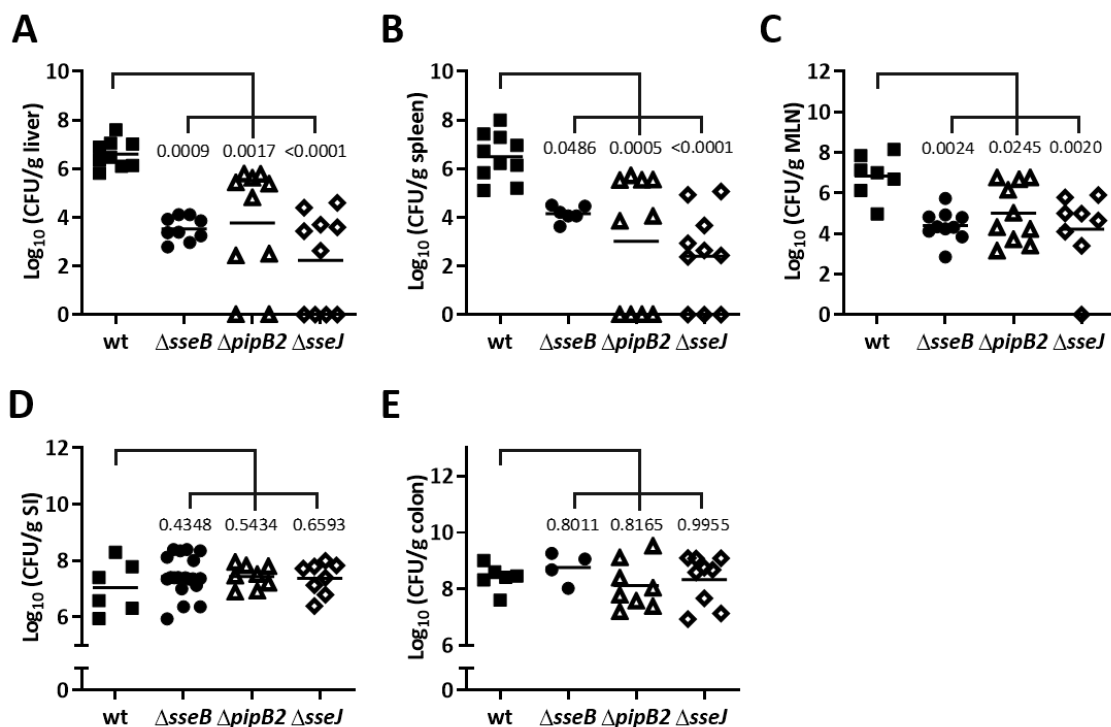 A
Log₁₀ (CFU/g liver)
10
8
6
4
2
0
0.0009 0.0017 <0.0001
wt ΔsseB ΔpipB2 ΔsseJ
B
Log₁₀ (CFU/g spleen)
10
8
6
4
2
0
0.0486 0.0005 <0.0001
wt ΔsseB ΔpipB2 ΔsseJ
C
Log₁₀ (CFU/g MLN)
12
10
8
6
4
2
0
0.0024 0.0245 0.0020
wt ΔsseB ΔpipB2 ΔsseJ
D
Log₁₀ (CFU/g SI)
12
10
8
6
0
0.4348 0.5434 0.6593
wt ΔsseB ΔpipB2 ΔsseJ
E
Log₁₀ (CFU/g colon)
12
10
8
6
0
0.8011 0.8165 0.9955
wt ΔsseB ΔpipB2 ΔsseJ